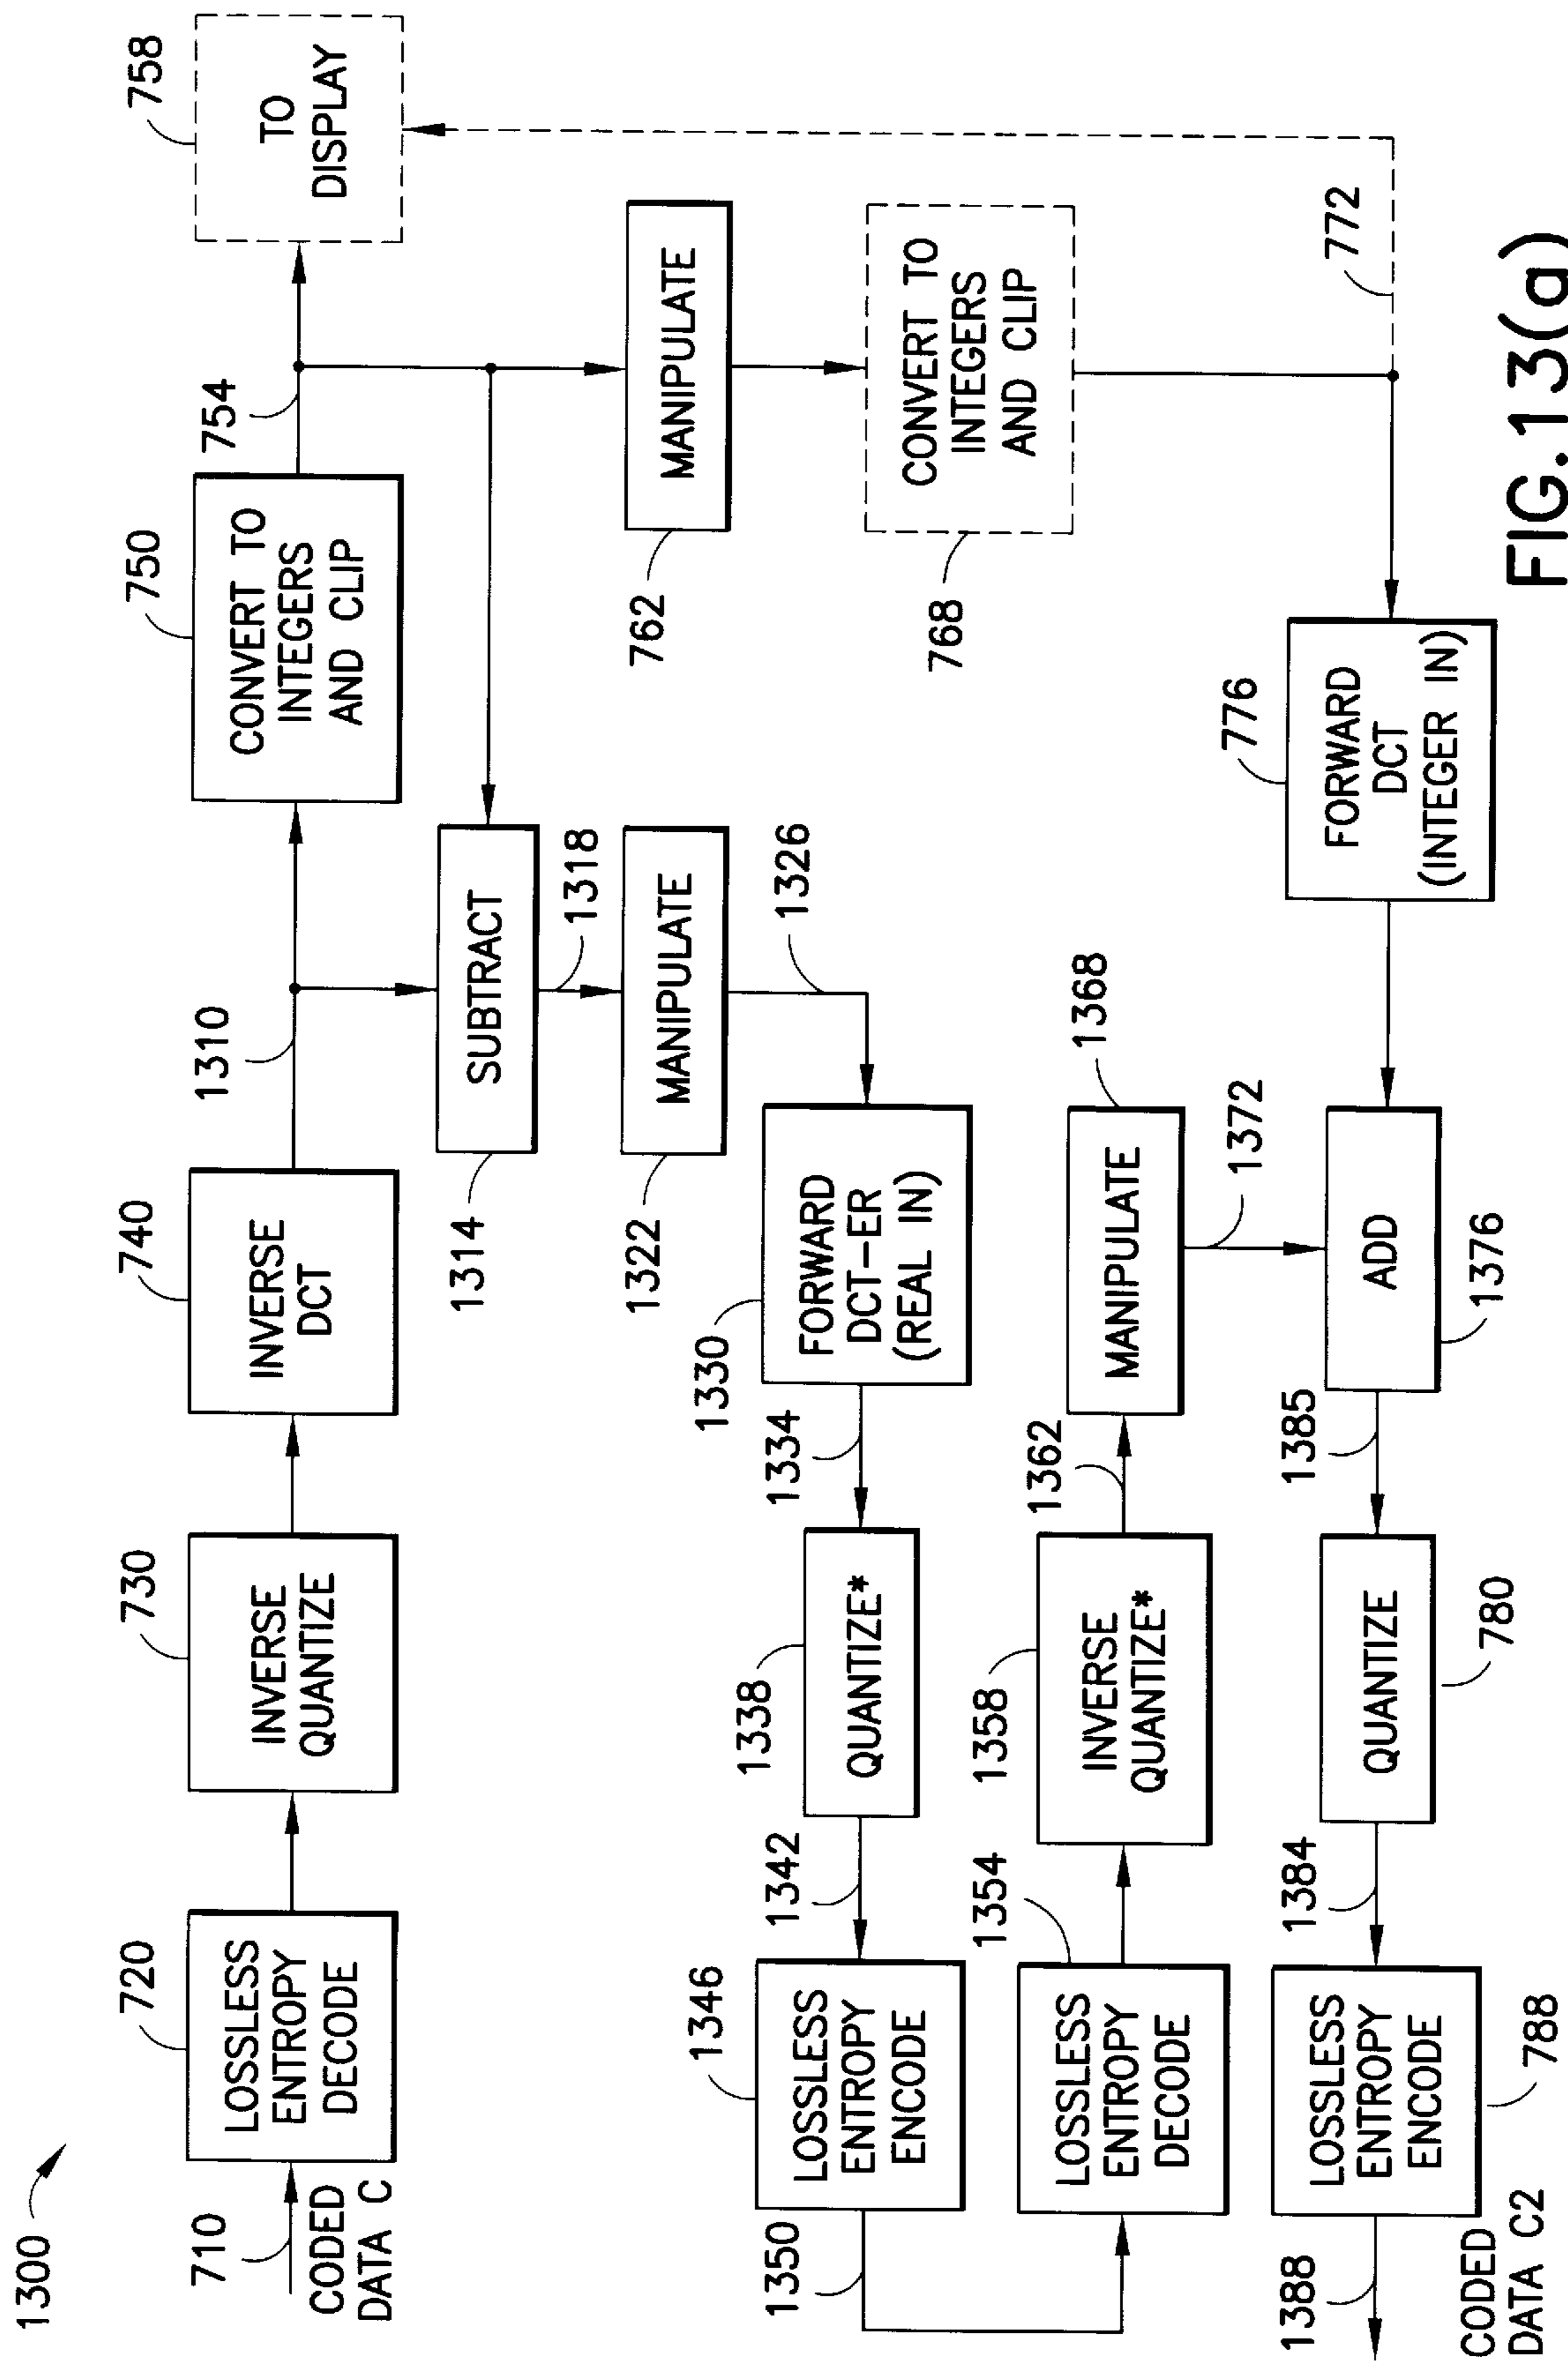 1300
710
CODED
DATA C
720
LOSSLESS
ENTROPY
DECODE
730
INVERSE
QUANTIZE
740
INVERSE
DCT
1310
750
CONVERT TO
INTEGERS
AND CLIP
754
758
TO
DISPLAY
1314
SUBTRACT
1318
1322
MANIPULATE
1326
762
MANIPULATE
768
CONVERT TO
INTEGERS
AND CLIP
772
1330
FORWARD
DCT-ER
(REAL IN)
1334
1338
QUANTIZE*
1342
1346
LOSSLESS
ENTROPY
ENCODE
1350
1354
LOSSLESS
ENTROPY
DECODE
1358
INVERSE
QUANTIZE*
1362
MANIPULATE
1368
1372
776
FORWARD
DCT
(INTEGER IN)
ADD
1376
1385
QUANTIZE
780
1384
LOSSLESS
ENTROPY
ENCODE
788
1388
CODED
DATA C2
FIG.13(a)